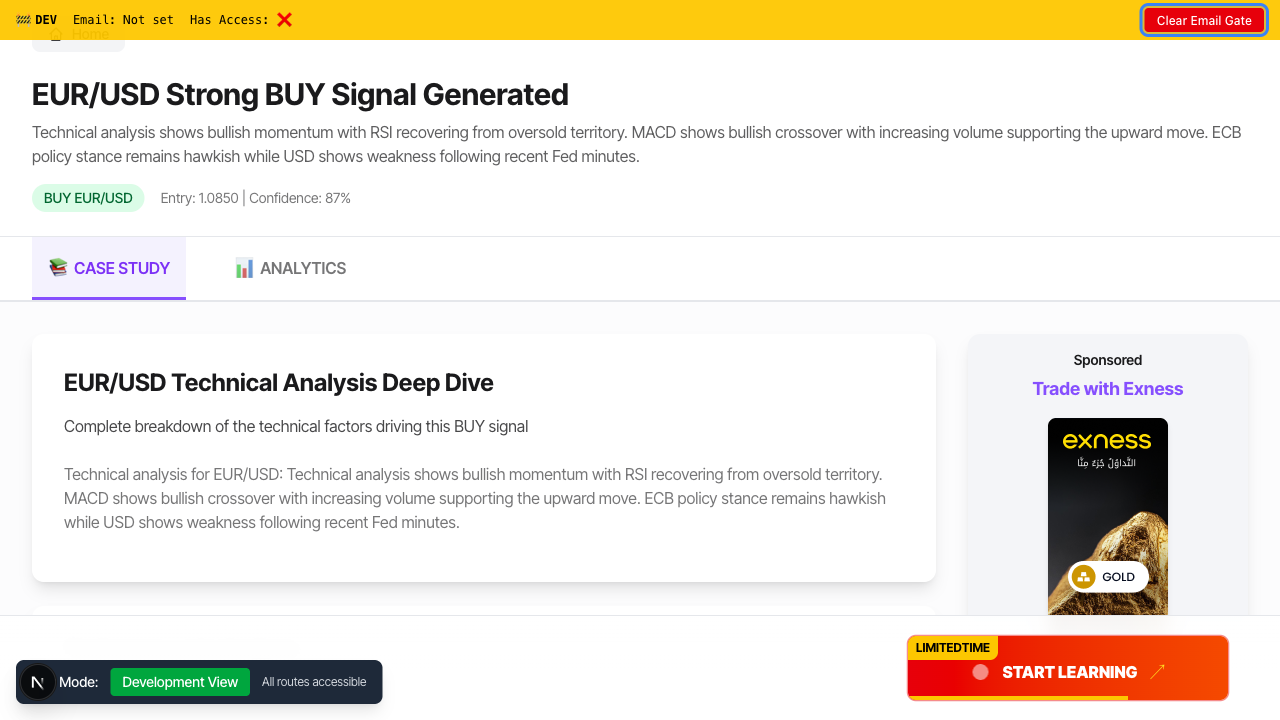 DEV Email: Not set Has Access:
Clear Email Gate
Home
EUR/USD Strong BUY Signal Generated
Technical analysis shows bullish momentum with RSI recovering from oversold territory. MACD shows bullish crossover with increasing volume supporting the upward move. ECB
policy stance remains hawkish while USD shows weakness following recent Fed minutes.
BUY EUR/USD
Entry: 1.0850 | Confidence: 87%
CASE STUDY
ANALYTICS
EUR/USD Technical Analysis Deep Dive
Complete breakdown of the technical factors driving this BUY signal
Technical analysis for EUR/USD: Technical analysis shows bullish momentum with RSI recovering from oversold territory.
MACD shows bullish crossover with increasing volume supporting the upward move. ECB policy stance remains hawkish
while USD shows weakness following recent Fed minutes.
Sponsored
Trade with Exness
exness
التَّداوُل جُزءٌ مِنَّا
GOLD
LIMITEDTIME
START LEARNING
N
Mode:
Development View
All routes accessible